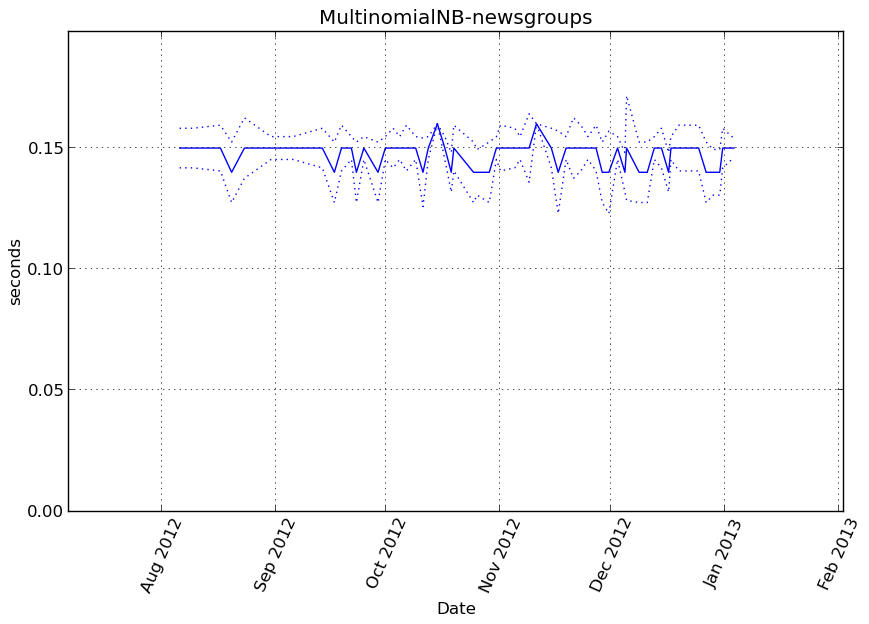 MultinomialNB-newsgroups
seconds
0.15
0.10
0.05
0.00
Aug 2012
Sep 2012
Oct 2012
Nov 2012
Dec 2012
Jan 2013
Feb 2013
Date